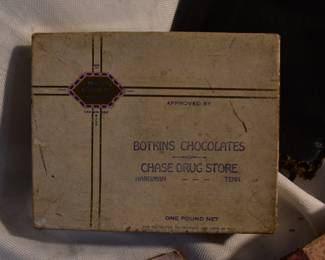 APPROVED BY
BOTKINS CHOCOLATES
CHASE DRUG STORE
HARRIMAN - - - TENN.
ONE POUND NET